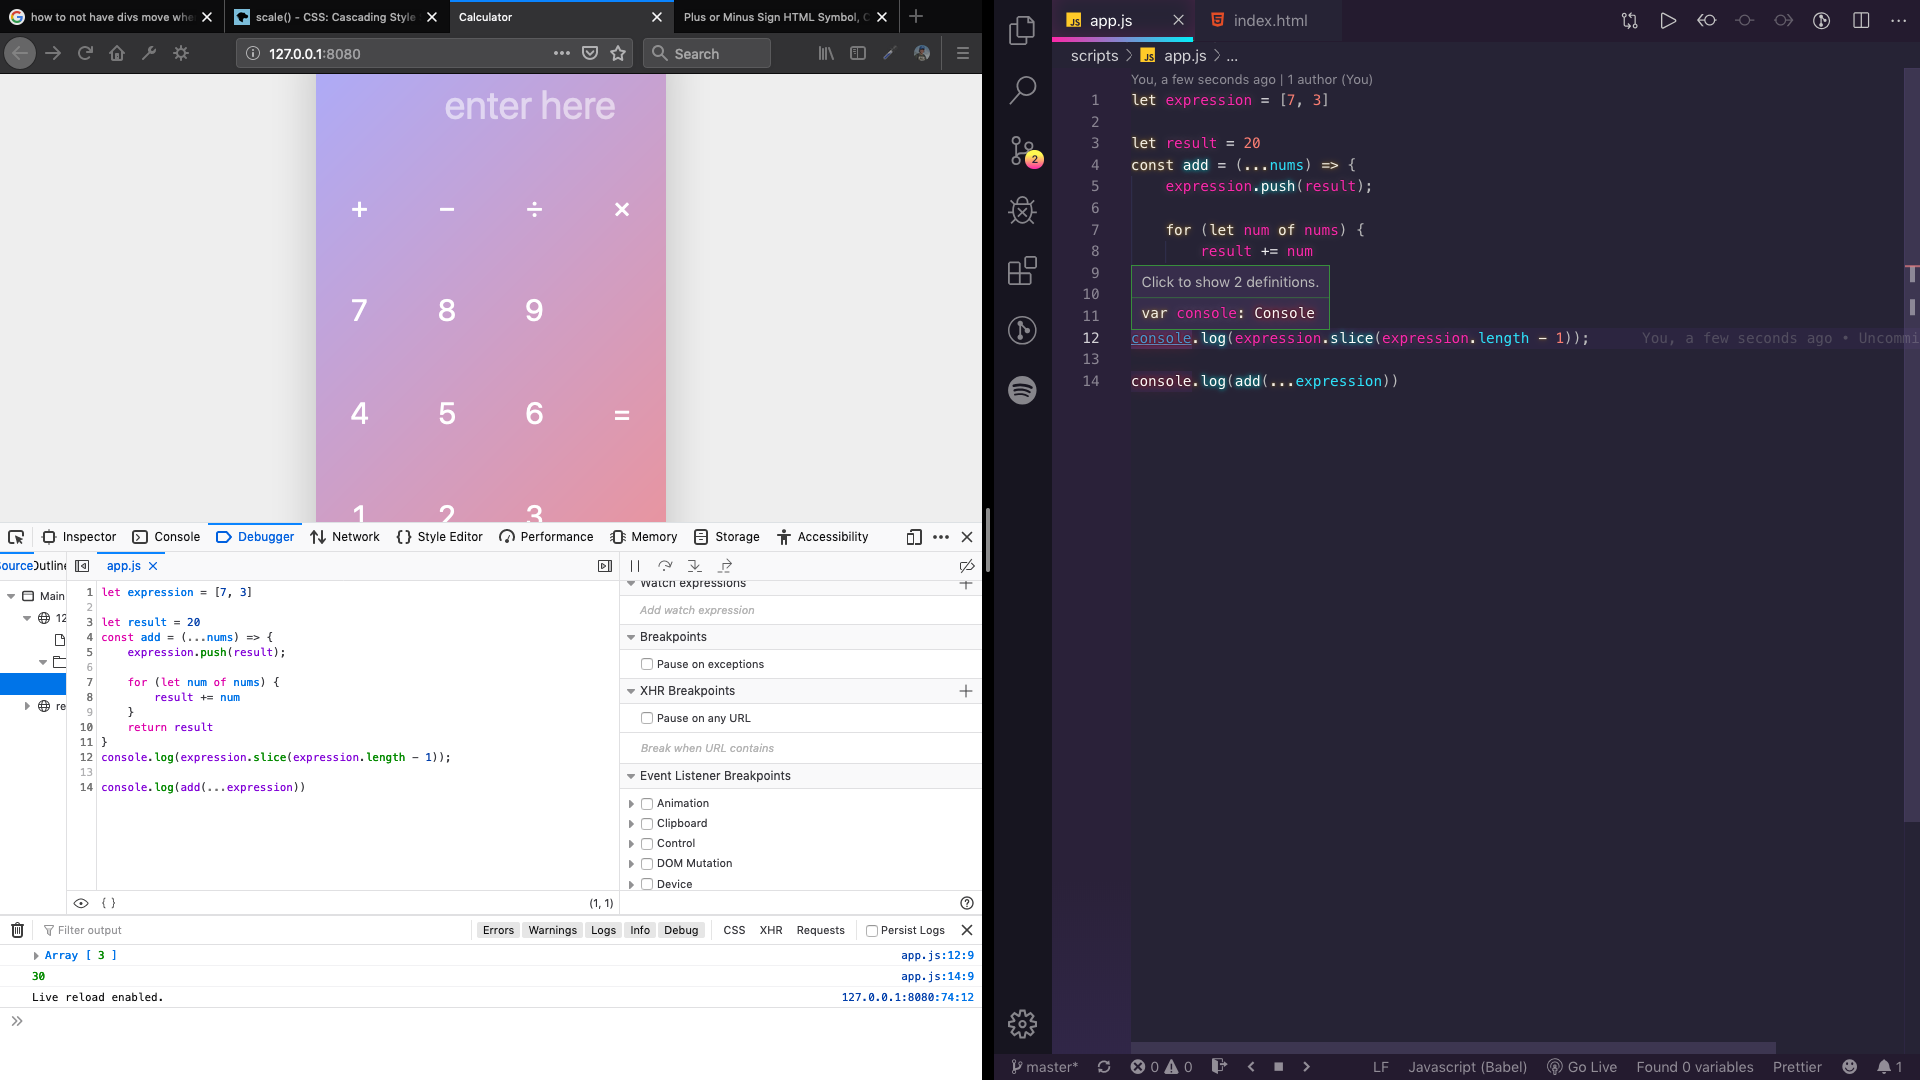 how to not have divs move whe
scale() - CSS: Cascading Style
Calculator
Plus or Minus Sign HTML Symbol, C
127.0.0.1:8080
Search
enter here
+ − ÷ ×
7 8 9
4 5 6 =
1 2 3
Inspector
Console
Debugger
Network
Style Editor
Performance
Memory
Storage
Accessibility
Outline
app.js
Main
12
re
1 let expression = [7, 3]
2
3 let result = 20
4 const add = (...nums) => {
5 expression.push(result);
6
7 for (let num of nums) {
8 result += num
9 }
10 return result
11 }
12 console.log(expression.slice(expression.length - 1));
13
14 console.log(add(...expression))
(1, 1)
Watch expressions
Add watch expression
Breakpoints
Pause on exceptions
XHR Breakpoints
Pause on any URL
Break when URL contains
Event Listener Breakpoints
Animation
Clipboard
Control
DOM Mutation
Device
Filter output
Errors Warnings Logs Info Debug CSS XHR Requests Persist Logs
Array [ 3 ] app.js:12:9
30 app.js:14:9
Live reload enabled. 127.0.0.1:8080:74:12
2
JS app.js
index.html
scripts > JS app.js > ...
You, a few seconds ago | 1 author (You)
1 let expression = [7, 3]
2
3 let result = 20
4 const add = (...nums) => {
5 expression.push(result);
6
7 for (let num of nums) {
8 result += num
9
10
11
Click to show 2 definitions.
var console: Console
12 console.log(expression.slice(expression.length - 1)); You, a few seconds ago • Uncommi
13
14 console.log(add(...expression))
master* 0 0 LF Javascript (Babel) Go Live Found 0 variables Prettier 1